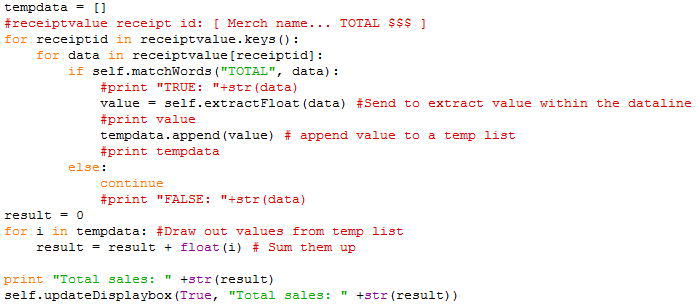 tempdata = []
#receiptvalue receipt id: [ Merch name... TOTAL $$$ ]
for receiptid in receiptvalue.keys():
    for data in receiptvalue[receiptid]:
        if self.matchWords("TOTAL", data):
            #print "TRUE: "+str(data)
            value = self.extractFloat(data) #Send to extract value within the dataline
            #print value
            tempdata.append(value) # append value to a temp list
            #print tempdata
        else:
            continue
            #print "FALSE: "+str(data)
result = 0
for i in tempdata: #Draw out values from temp list
    result = result + float(i) # Sum them up

print "Total sales: " +str(result)
self.updateDisplaybox(True, "Total sales: " +str(result))